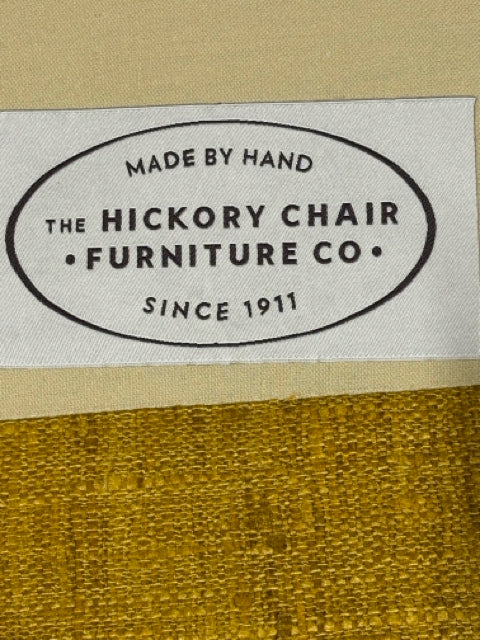 MADE BY HAND
THE HICKORY CHAIR
• FURNITURE CO •
SINCE 1911